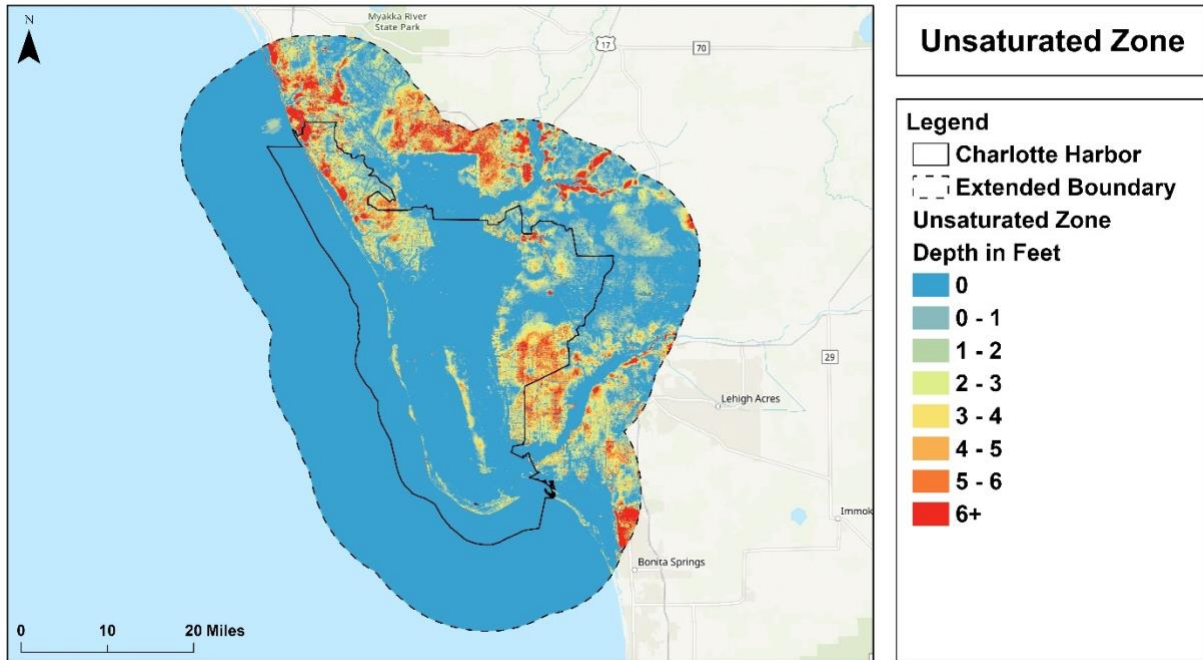 N
Myakka River
State Park
17
70
29
Lehigh Acres
Immok
Bonita Springs
0 10 20 Miles
Unsaturated Zone
Legend
Charlotte Harbor
Extended Boundary
Unsaturated Zone
Depth in Feet
0
0 - 1
1 - 2
2 - 3
3 - 4
4 - 5
5 - 6
6+